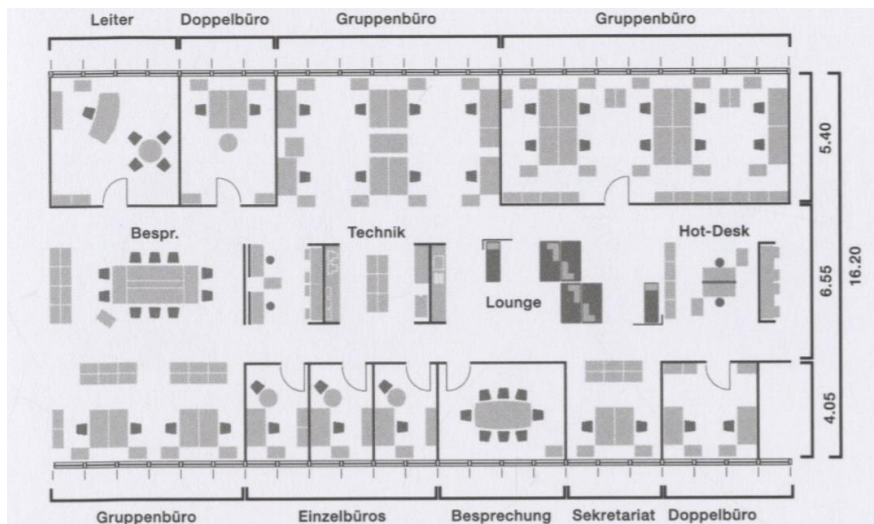 Leiter Doppelbüro Gruppenbüro Gruppenbüro
5.40
Bespr. Technik Hot-Desk
Lounge
6.55
16.20
4.05
Gruppenbüro Einzelbüros Besprechung Sekretariat Doppelbüro